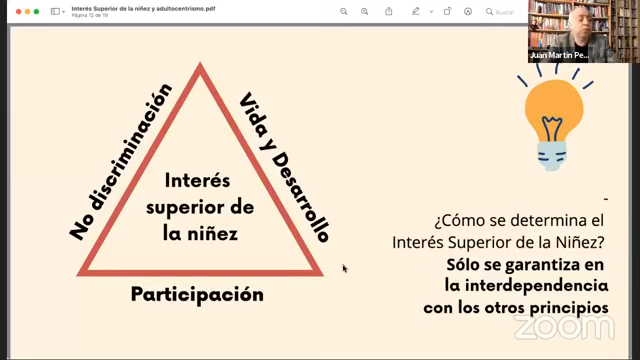 Interés Superior de la niñez y adultocentrismo.pdf
Página 12 de 19
Buscar
Juan Martín Pe...
No discriminación
Vida y Desarrollo
Interés
superior de
la niñez
Participación
-
¿Cómo se determina el
Interés Superior de la Niñez?
Sólo se garantiza en
la interdependencia
con los otros principios
zoom